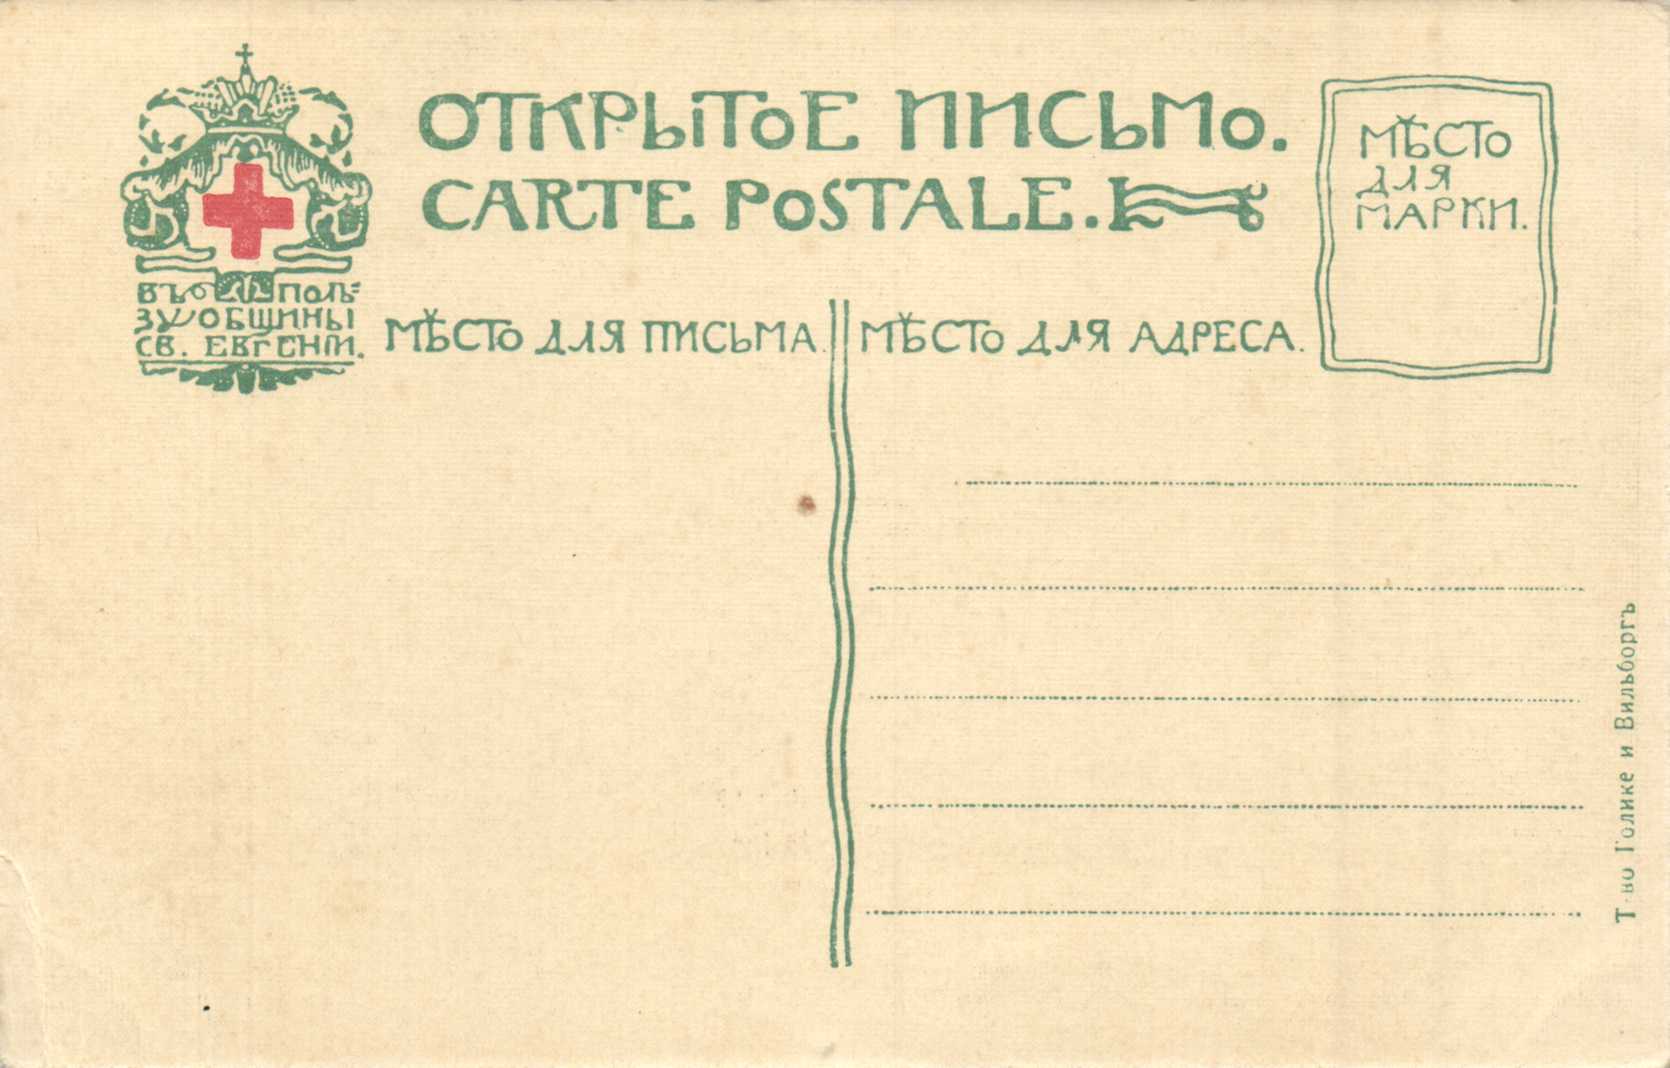 ОТКРЫТОЕ ПИСЬМО.
CARTE POSTALE.
МѢСТО
ДЛЯ
МАРКИ.
ВЪ ПОЛЬ=
ЗУ ОБЩИНЫ
СВ. ЕВГЕНІИ.
МѢСТО ДЛЯ ПИСЬМА.
МѢСТО ДЛЯ АДРЕСА.
Т-во Голике и Вильборгъ